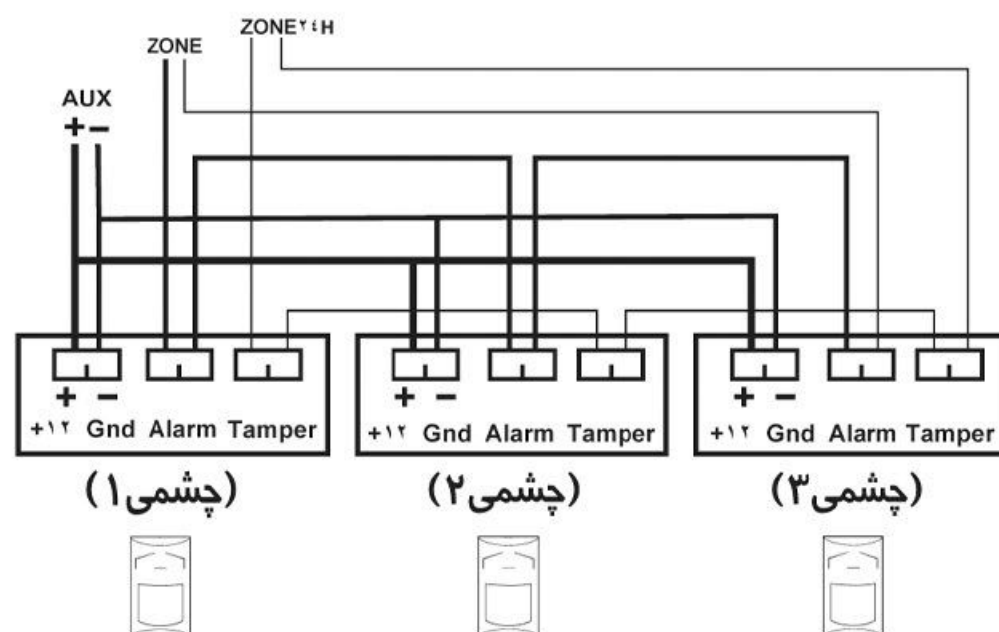 ZONE۲۴H
ZONE
AUX
+ −
+ −
+۱۲ Gnd Alarm Tamper
(چشمی۱)
+ −
+۱۲ Gnd Alarm Tamper
(چشمی۲)
+ −
+۱۲ Gnd Alarm Tamper
(چشمی۳)